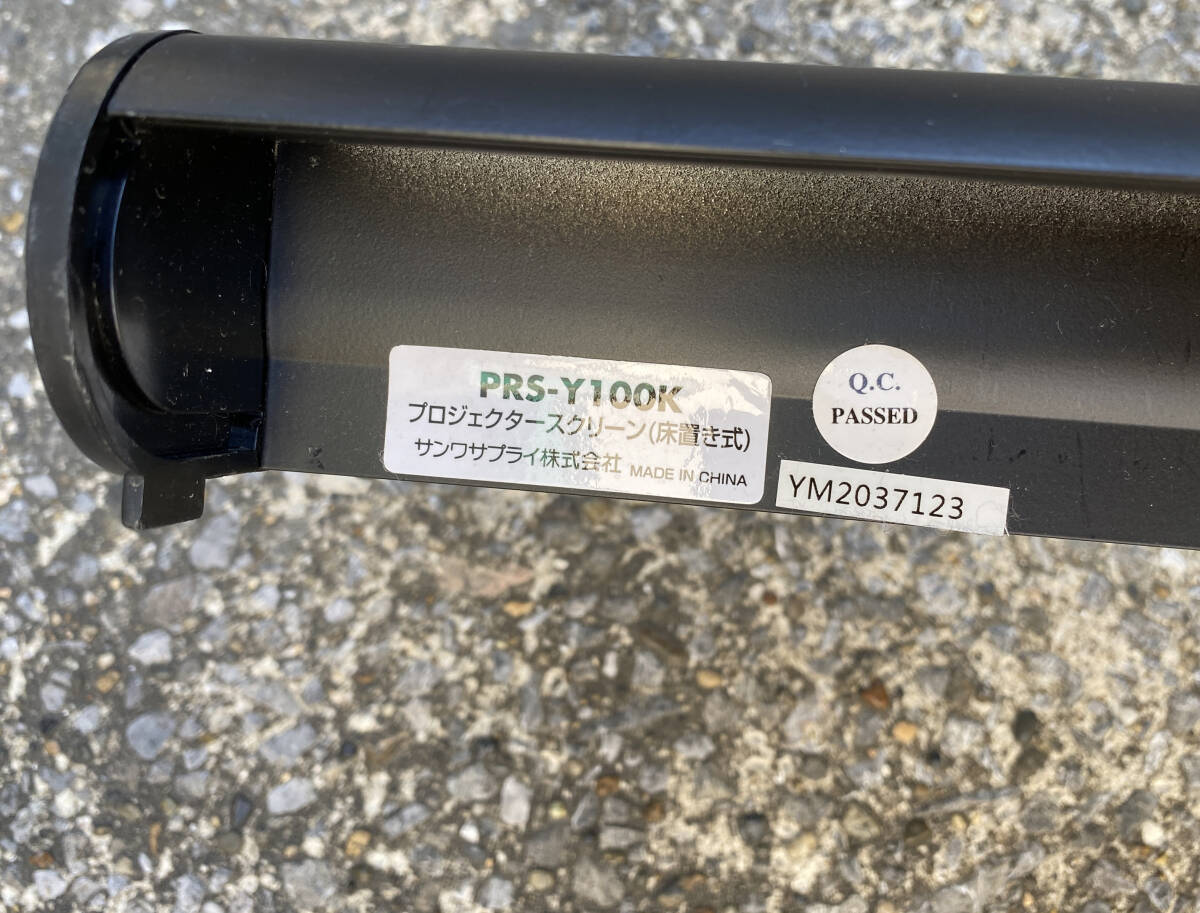 PRS-Y100K
プロジェクタースクリーン(床置き式)
サンワサプライ株式会社 MADE IN CHINA
Q.C.
PASSED
YM2037123